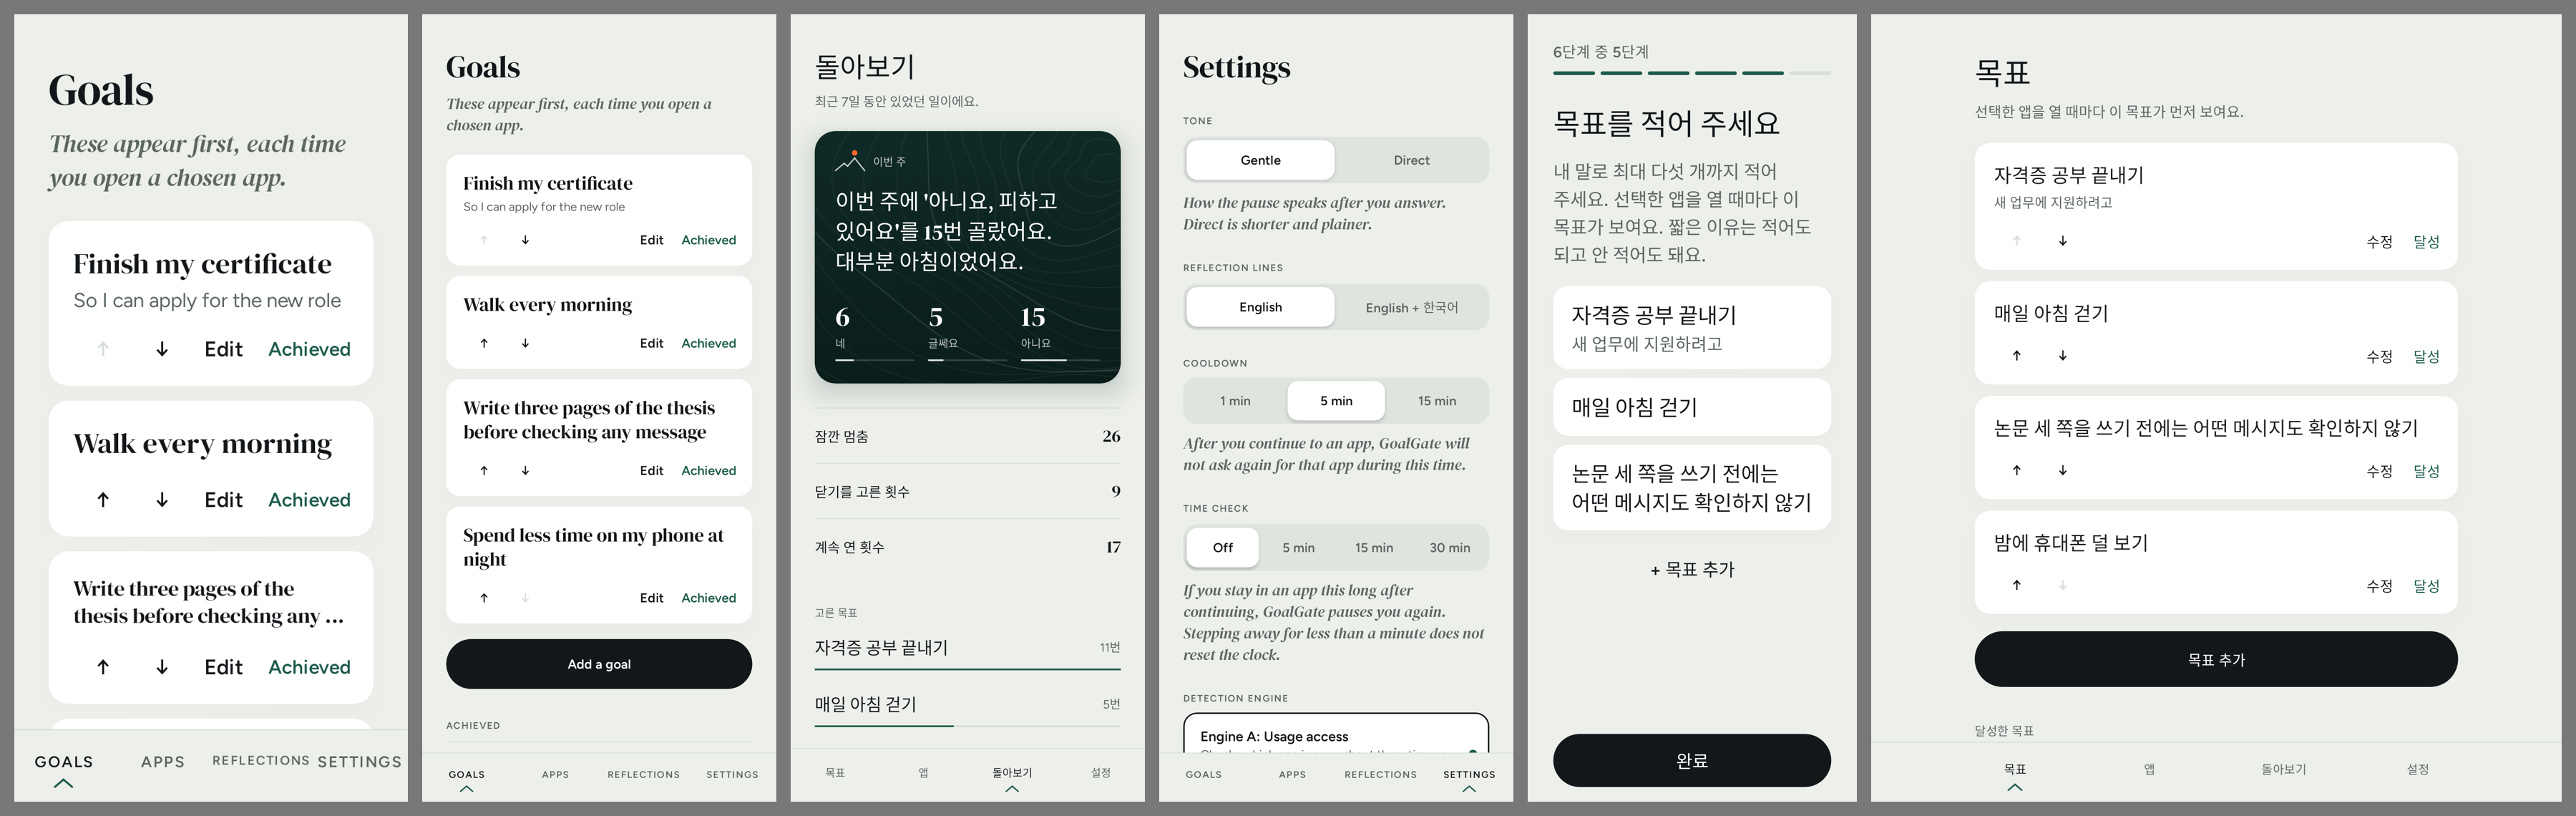 Goals
These appear first, each time
you open a chosen app.
Finish my certificate
So I can apply for the new role
Edit Achieved
Walk every morning
Edit Achieved
Write three pages of the
thesis before checking any ...
Edit Achieved
GOALS APPS REFLECTIONS SETTINGS
Goals
These appear first, each time you open a
chosen app.
Finish my certificate
So I can apply for the new role
Edit Achieved
Walk every morning
Edit Achieved
Write three pages of the thesis
before checking any message
Edit Achieved
Spend less time on my phone at
night
Edit Achieved
Add a goal
ACHIEVED
GOALS APPS REFLECTIONS SETTINGS
돌아보기
최근 7일 동안 있었던 일이에요.
이번 주
이번 주에 '아니요, 피하고
있어요'를 15번 골랐어요.
대부분 아침이었어요.
6 5 15
네 글쎄요 아니요
잠깐 멈춤 26
닫기를 고른 횟수 9
계속 연 횟수 17
고른 목표
자격증 공부 끝내기 11번
매일 아침 걷기 5번
목표 앱 돌아보기 설정
Settings
TONE
Gentle Direct
How the pause speaks after you answer.
Direct is shorter and plainer.
REFLECTION LINES
English English + 한국어
COOLDOWN
1 min 5 min 15 min
After you continue to an app, GoalGate will
not ask again for that app during this time.
TIME CHECK
Off 5 min 15 min 30 min
If you stay in an app this long after
continuing, GoalGate pauses you again.
Stepping away for less than a minute does not
reset the clock.
DETECTION ENGINE
Engine A: Usage access
GOALS APPS REFLECTIONS SETTINGS
6단계 중 5단계
목표를 적어 주세요
내 말로 최대 다섯 개까지 적어
주세요. 선택한 앱을 열 때마다 이
목표가 보여요. 짧은 이유는 적어도
되고 안 적어도 돼요.
자격증 공부 끝내기
새 업무에 지원하려고
매일 아침 걷기
논문 세 쪽을 쓰기 전에는
어떤 메시지도 확인하지 않기
+ 목표 추가
완료
목표
선택한 앱을 열 때마다 이 목표가 먼저 보여요.
자격증 공부 끝내기
새 업무에 지원하려고
수정 달성
매일 아침 걷기
수정 달성
논문 세 쪽을 쓰기 전에는 어떤 메시지도 확인하지 않기
수정 달성
밤에 휴대폰 덜 보기
수정 달성
목표 추가
달성한 목표
목표 앱 돌아보기 설정